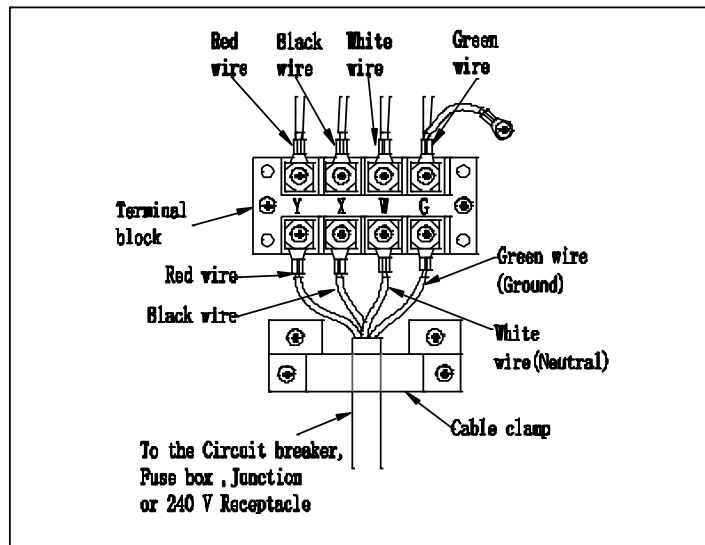 Red
wire
Black
wire
White
wire
Green
wire
Y X W G
Terminal
block
Red wire
Black wire
Green wire
(Ground)
White
wire(Neutral)
Cable clamp
To the Circuit breaker,
Fuse box , Junction
or 240 V Receptacle